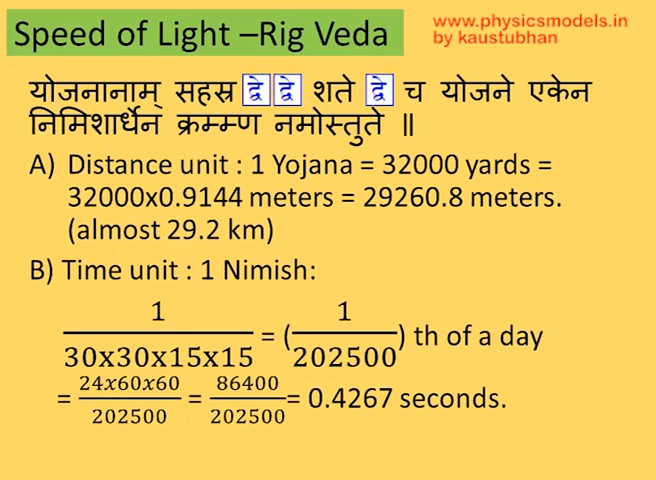 Speed of Light –Rig Veda
www.physicsmodels.in
by kaustubhan
योजनानाम् सहस्र द्वे द्वे शते द्वे च योजने एकेन
निमिशार्धेन क्रम्म्ण नमोस्तुते ॥
A) Distance unit : 1 Yojana = 32000 yards =
32000x0.9144 meters = 29260.8 meters.
(almost 29.2 km)
B) Time unit : 1 Nimish:
1/(30x30x15x15) = (1/202500) th of a day
= 24x60x60/202500 = 86400/202500 = 0.4267 seconds.